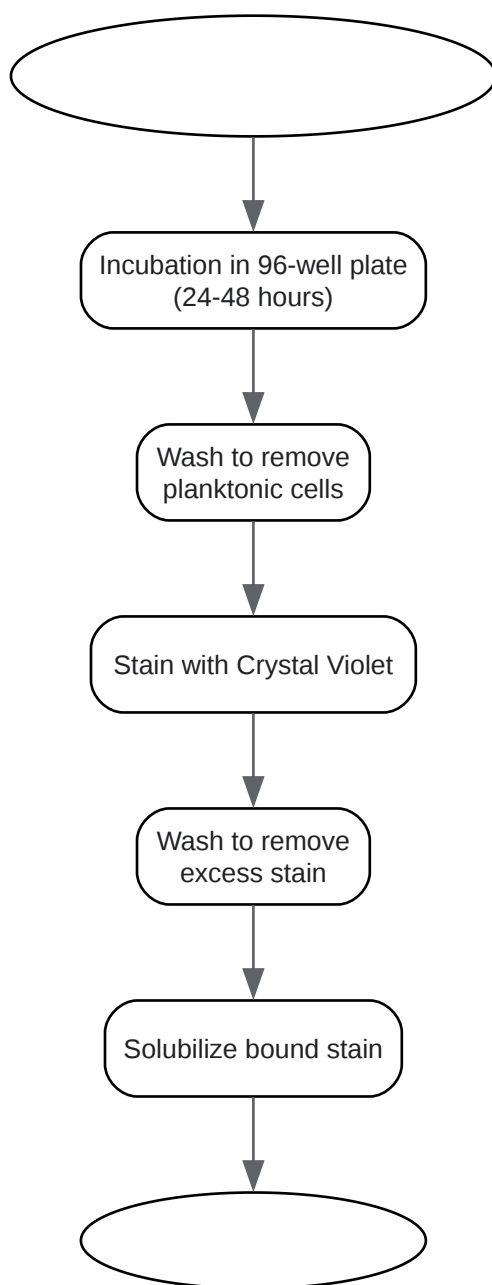 Incubation in 96-well plate
(24-48 hours)
Wash to remove
planktonic cells
Stain with Crystal Violet
Wash to remove
excess stain
Solubilize bound stain